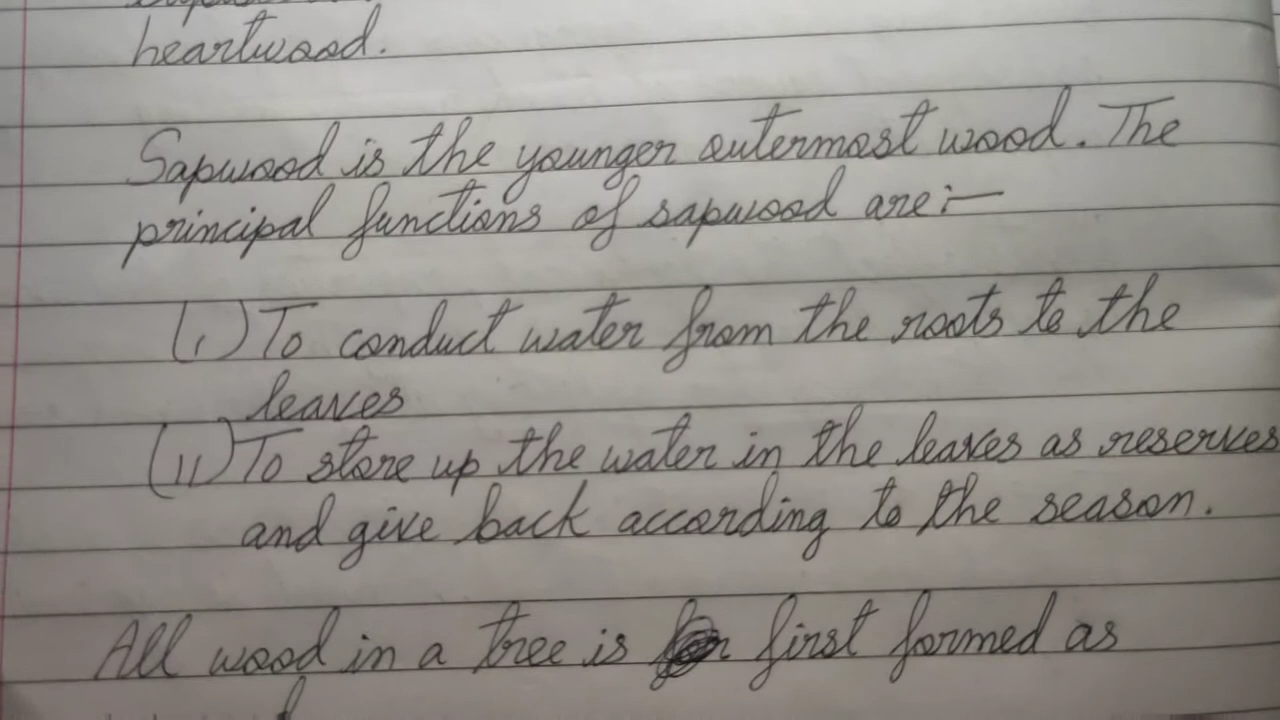 heartwood.
Sapwood is the younger outermost wood. The
principal functions of sapwood are:-
(i) To conduct water from the roots to the
leaves
(ii) To store up the water in the leaves as reserves
and give back according to the season.
All wood in a tree is first formed as